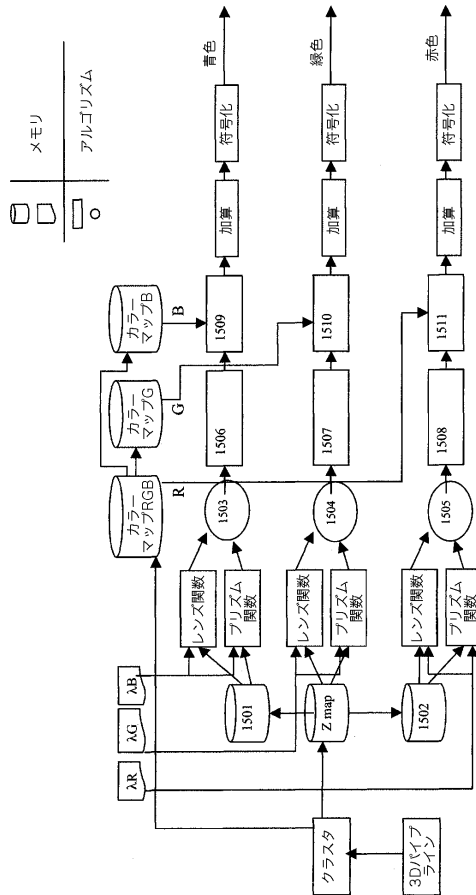 メモリ
アルゴリズム
カラー
マップRGB
カラー
マップG
カラー
マップB
R
G
B
λB
λG
λR
1501
Z map
1502
レンズ関数
プリズム
関数
レンズ関数
プリズム
関数
レンズ関数
プリズム
関数
1503
1504
1505
1506
1507
1508
1509
1510
1511
加算
符号化
青色
加算
符号化
緑色
加算
符号化
赤色
クラスタ
3Dパイプ
ライン